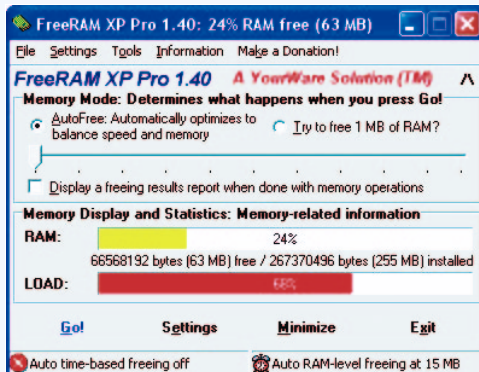 FreeRAM XP Pro 1.40: 24% RAM free (63 MB)
File Settings Tools Information Make a Donation!
FreeRAM XP Pro 1.40 A YourWare Solution (TM)
Memory Mode: Determines what happens when you press Go!
AutoFree: Automatically optimizes to balance speed and memory
Try to free 1 MB of RAM?
Display a freeing results report when done with memory operations
Memory Display and Statistics: Memory-related information
RAM: 24%
66568192 bytes (63 MB) free / 267370496 bytes (255 MB) installed
LOAD:
Go! Settings Minimize Exit
Auto time-based freeing off Auto RAM-level freeing at 15 MB